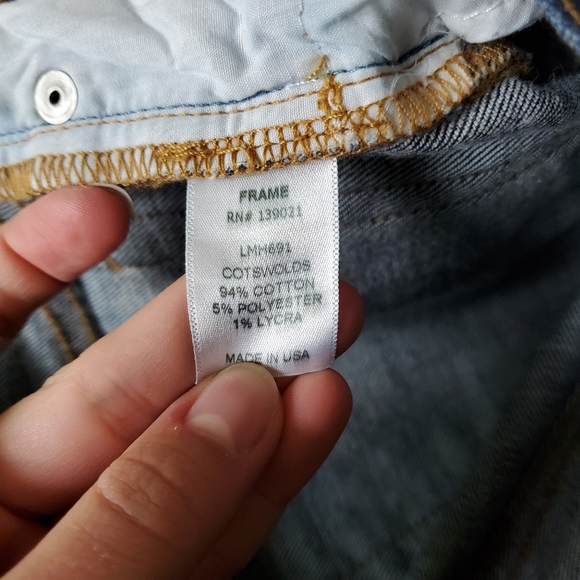 FRAME
RN# 139021
LMH691
COTSWOLDS
94% COTTON
5% POLYESTER
1% LYCRA
MADE IN USA